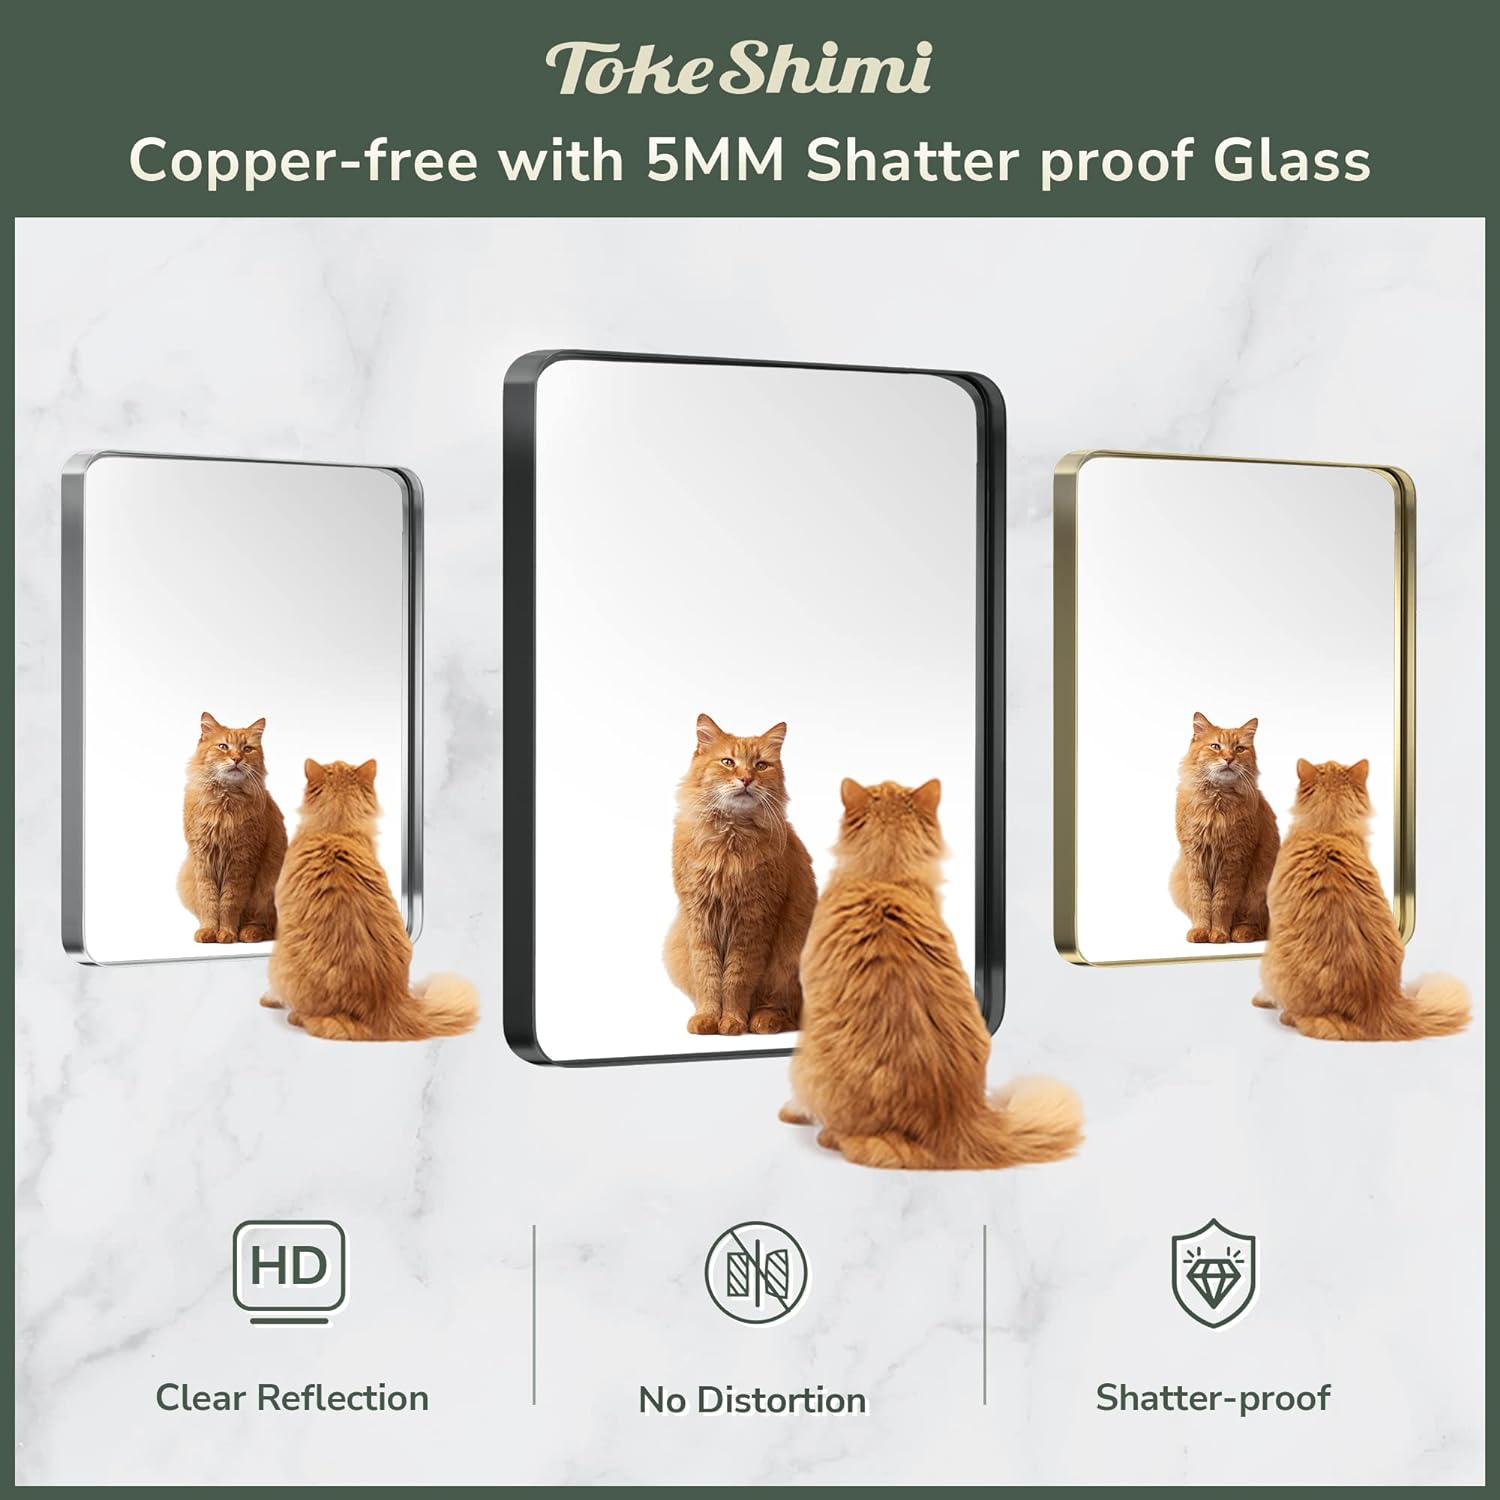 TokeShimi
Copper-free with 5MM Shatter proof Glass
HD
Clear Reflection
No Distortion
Shatter-proof